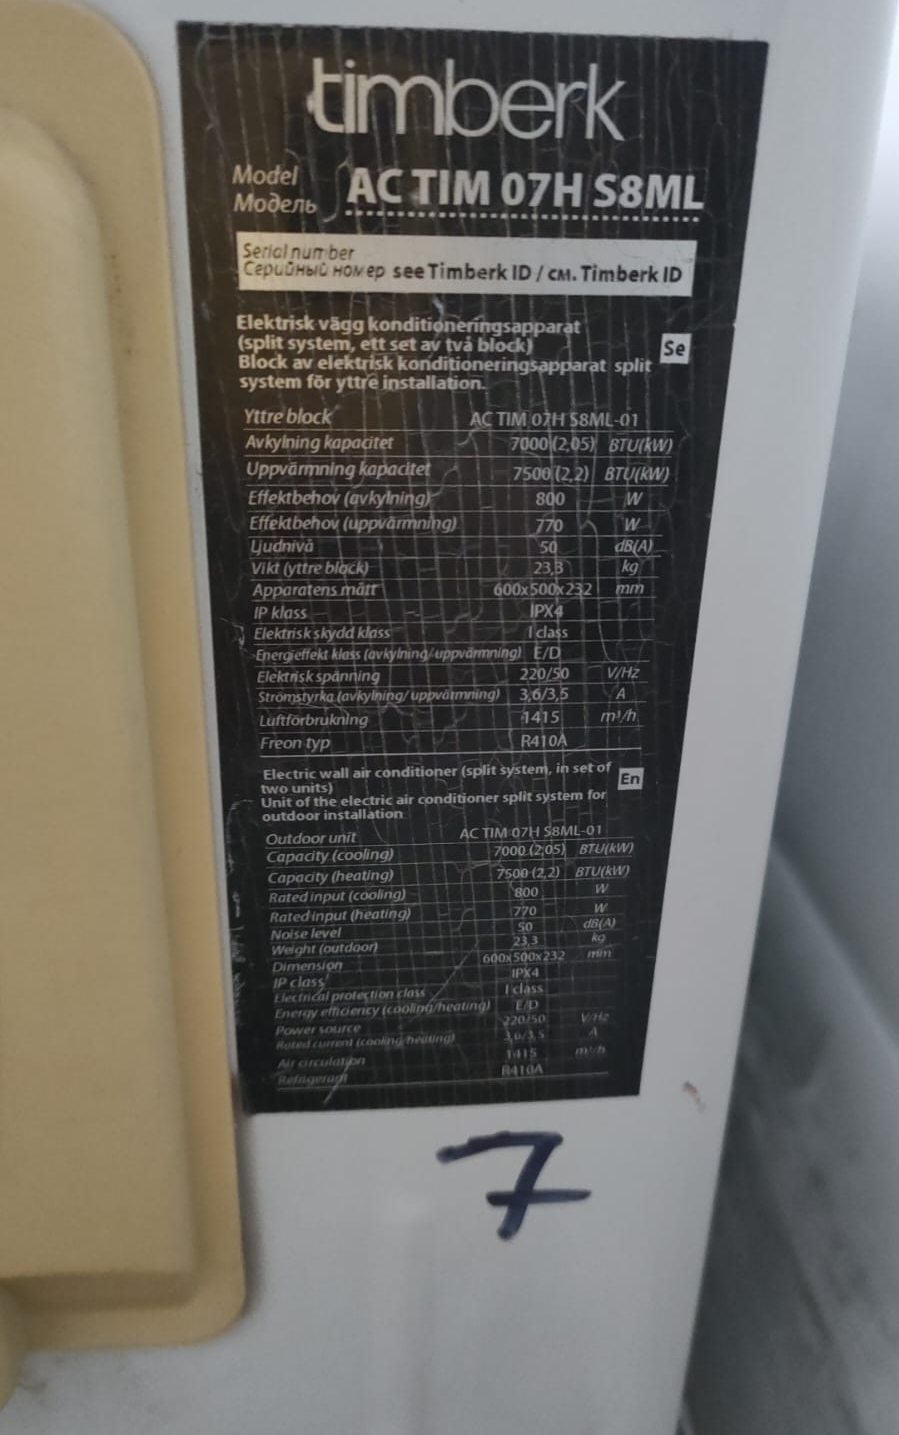 timberk
Model
Модель AC TIM 07H S8ML
Serial number
Серийный номер see Timberk ID / см. Timberk ID
Elektrisk vägg konditioneringsapparat
(split system, ett set av två block)
Block av elektrisk konditioneringsapparat split
system för yttre installation.
Se
Yttre block AC TIM 07H S8ML-01
Avkylning kapacitet 7000 (2,05) BTU(kW)
Uppvärmning kapacitet 7500 (2,2) BTU(kW)
Effektbehov (avkylning) 800 W
Effektbehov (uppvärmning) 770 W
Ljudnivå 50 dB(A)
Vikt (yttre block) 23,3 kg
Apparatens mått 600x500x232 mm
IP klass IPX4
Elektrisk skydd klass I class
Energieffekt klass (avkylning/uppvärmning) E/D
Elektrisk spänning 220/50 V/Hz
Strömstyrka (avkylning/uppvärmning) 3,6/3,5 A
Luftförbrukning 1415 m³/h
Freon typ R410A
Electric wall air conditioner (split system, in set of
two units)
Unit of the electric air conditioner split system for
outdoor installation
En
Outdoor unit AC TIM 07H S8ML-01
Capacity (cooling) 7000 (2,05) BTU(kW)
Capacity (heating) 7500 (2,2) BTU(kW)
Rated input (cooling) 800 W
Rated input (heating) 770 W
Noise level 50 dB(A)
Weight (outdoor) 23,3 kg
Dimension 600x500x232 mm
IP class IPX4
Electrical protection class I class
Energy efficiency (cooling/heating) E/D
Power source 220/50 V/Hz
Rated current (cooling/heating) 3,6/3,5 A
Air circulation 1415 m³/h
Refrigerant R410A
7